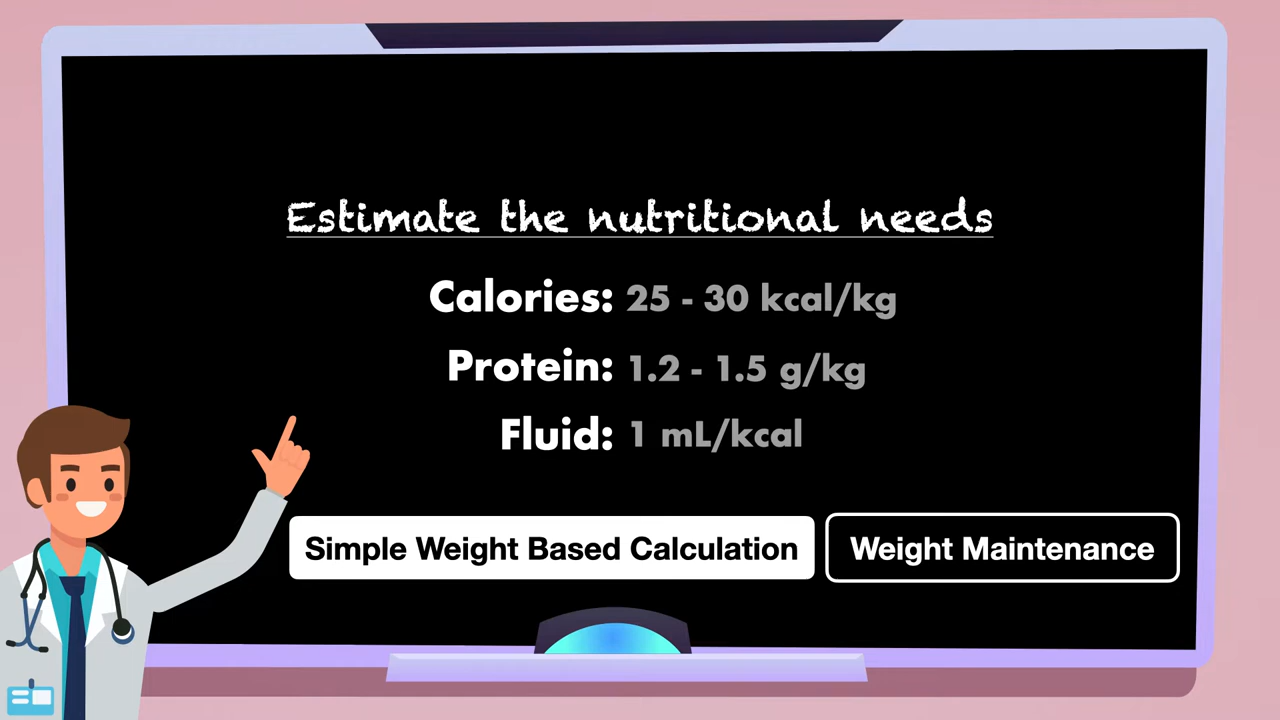 Estimate the nutritional needs
Calories: 25 - 30 kcal/kg
Protein: 1.2 - 1.5 g/kg
Fluid: 1 mL/kcal
Simple Weight Based Calculation
Weight Maintenance